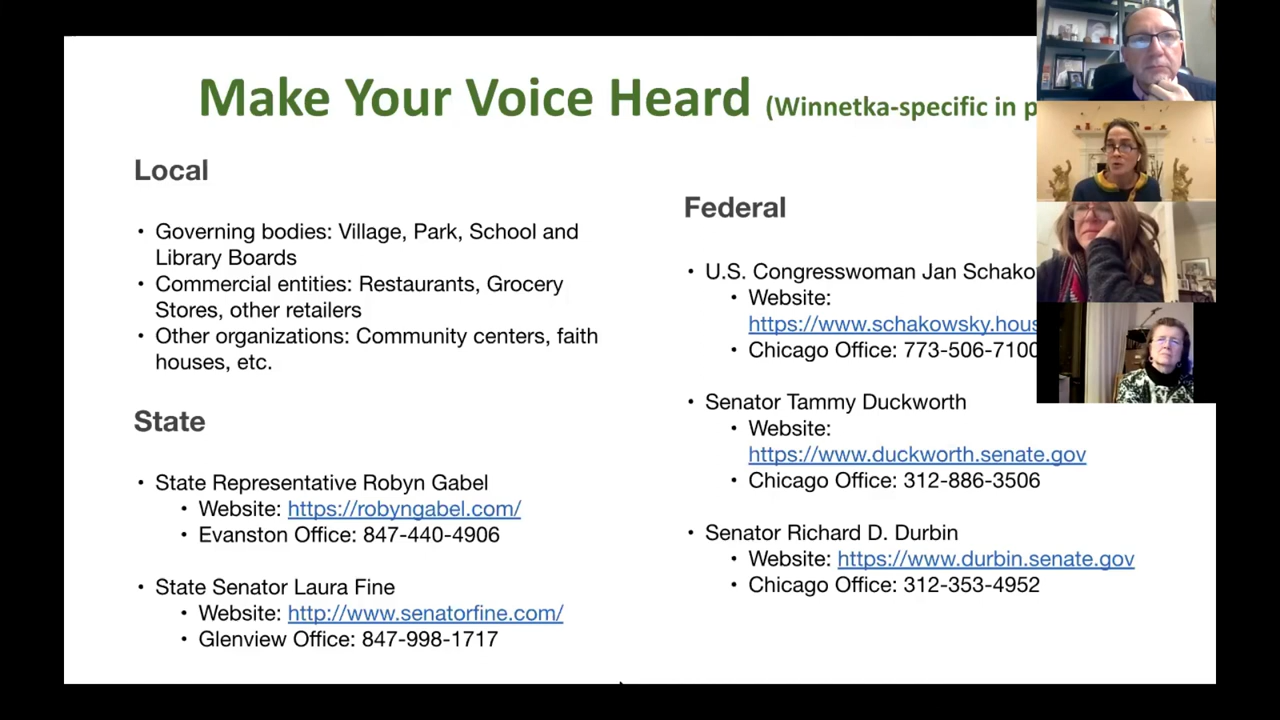 Make Your Voice Heard (Winnetka-specific in
Local
• Governing bodies: Village, Park, School and
Library Boards
• Commercial entities: Restaurants, Grocery
Stores, other retailers
• Other organizations: Community centers, faith
houses, etc.
State
• State Representative Robyn Gabel
• Website: https://robyngabel.com/
• Evanston Office: 847-440-4906
• State Senator Laura Fine
• Website: http://www.senatorfine.com/
• Glenview Office: 847-998-1717
Federal
• U.S. Congresswoman Jan
• Website:
https://www.schakowsky.hous
• Chicago Office: 773-506-7100
• Senator Tammy Duckworth
• Website:
https://www.duckworth.senate.gov
• Chicago Office: 312-886-3506
• Senator Richard D. Durbin
• Website: https://www.durbin.senate.gov
• Chicago Office: 312-353-4952